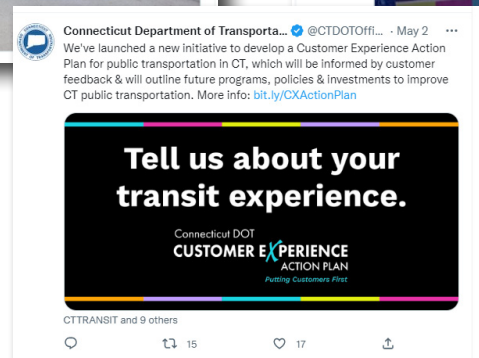 Connecticut Department of Transporta... @CTDOTOffi... · May 2 ···
We've launched a new initiative to develop a Customer Experience Action
Plan for public transportation in CT, which will be informed by customer
feedback & will outline future programs, policies & investments to improve
CT public transportation. More info: bit.ly/CXActionPlan
Tell us about your
transit experience.
Connecticut DOT
CUSTOMER EXPERIENCE
ACTION PLAN
Putting Customers First
CTTRANSIT and 9 others
15 17